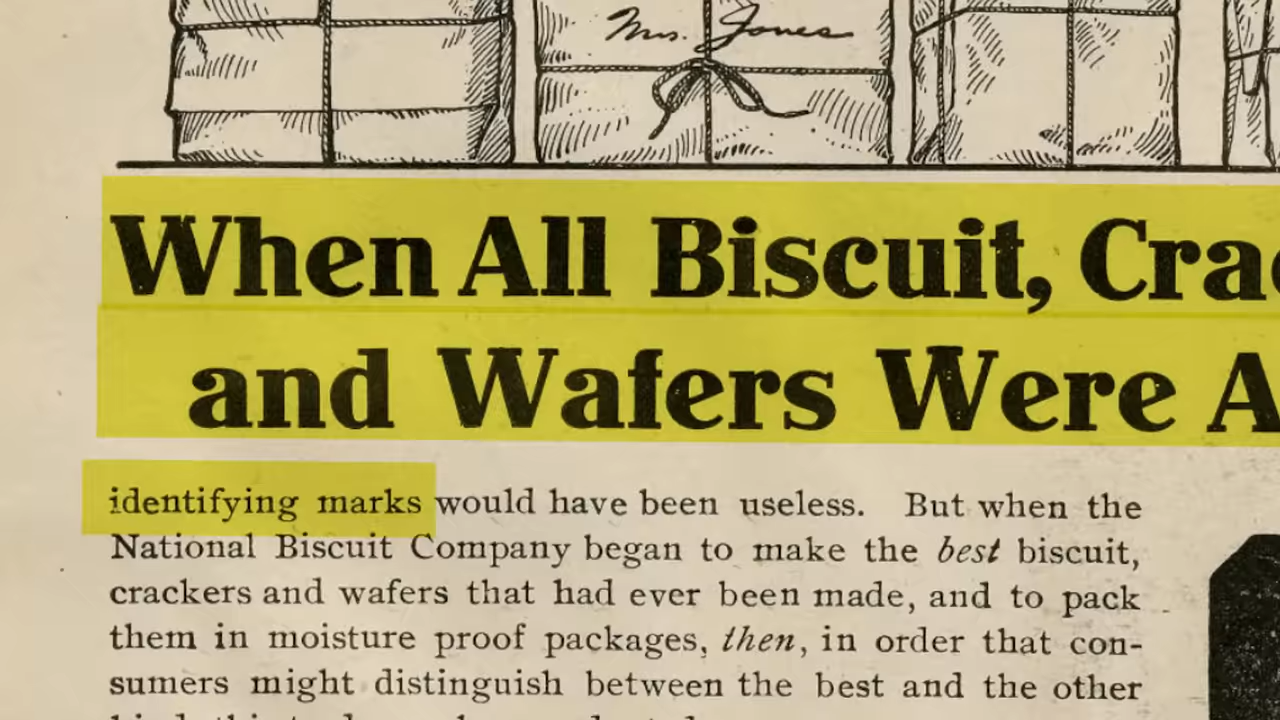 Mrs. Jones
When All Biscuit,
and Wafers Were
identifying marks would have been useless. But when the
National Biscuit Company began to make the best biscuit,
crackers and wafers that had ever been made, and to pack
them in moisture proof packages, then, in order that con-
sumers might distinguish between the best and the other